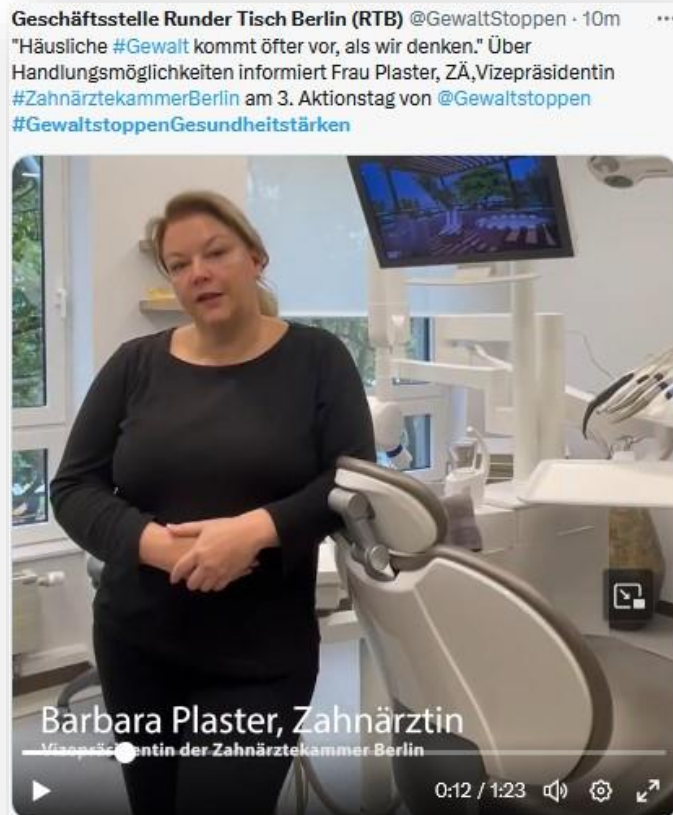 Geschäftsstelle Runder Tisch Berlin (RTB) @GewaltStoppen · 10m
"Häusliche #Gewalt kommt öfter vor, als wir denken." Über
Handlungsmöglichkeiten informiert Frau Plaster, ZÄ,Vizepräsidentin
#ZahnärztekammerBerlin am 3. Aktionstag von @Gewaltstoppen
#GewaltstoppenGesundheitstärken
Barbara Plaster, Zahnärztin
Vizepräsidentin der Zahnärztekammer Berlin
0:12 / 1:23